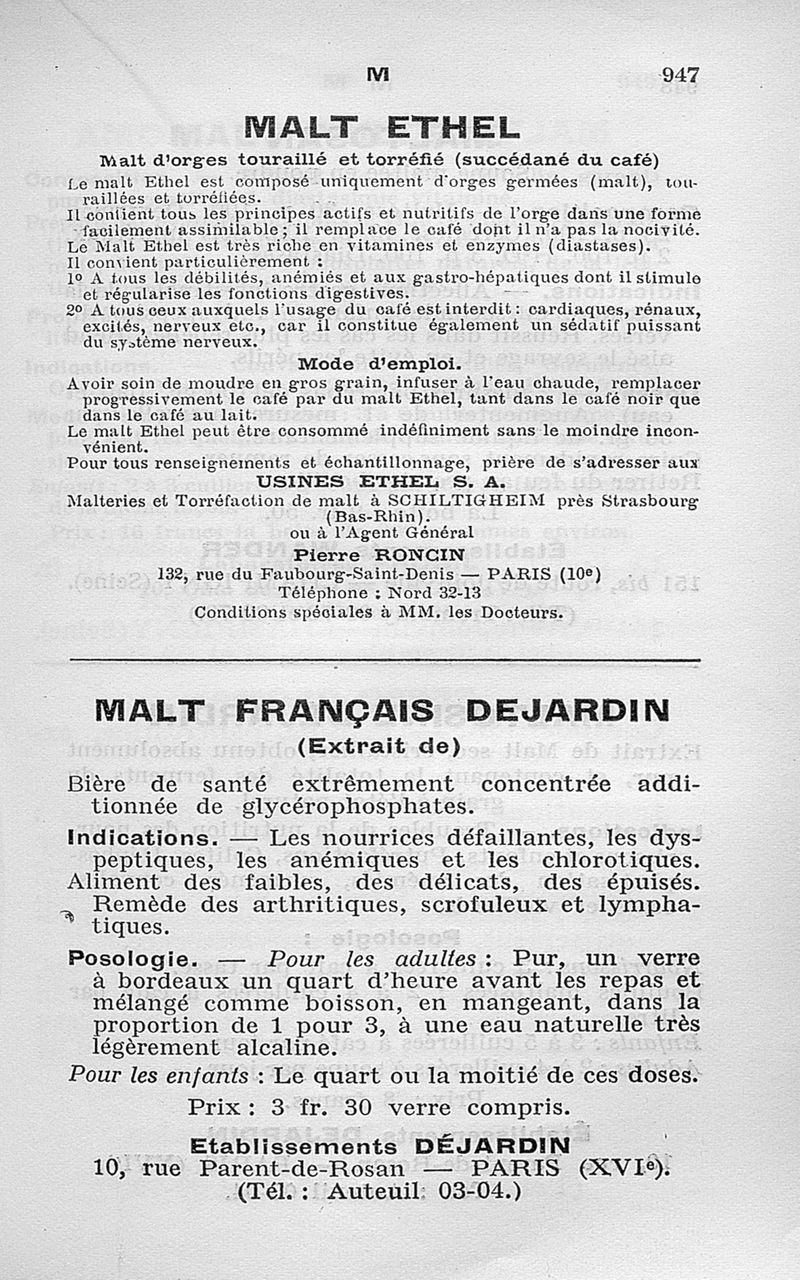 M 947
MALT ETHEL
Malt d'orges touraillé et torréfié (succédané du café)
Le malt Ethel est composé uniquement d'orges germées (malt), tou-
raillées et torréfiées.
Il contient tous les principes actifs et nutritifs de l'orge dans une forme
facilement assimilable ; il remplace le café dont il n'a pas la nocivité.
Le Malt Ethel est très riche en vitamines et enzymes (diastases).
Il convient particulièrement :
1º A tous les débilités, anémiés et aux gastro-hépatiques dont il stimule
et régularise les fonctions digestives.
2º A tous ceux auxquels l'usage du café est interdit : cardiaques, rénaux,
excités, nerveux etc., car il constitue également un sédatif puissant
du système nerveux.
Mode d'emploi.
Avoir soin de moudre en gros grain, infuser à l'eau chaude, remplacer
progressivement le café par du malt Ethel, tant dans le café noir que
dans le café au lait.
Le malt Ethel peut être consommé indéfiniment sans le moindre incon-
vénient.
Pour tous renseignements et échantillonnage, prière de s'adresser aux
USINES ETHEL S. A.
Malteries et Torréfaction de malt à SCHILTIGHEIM près Strasbourg
(Bas-Rhin).
ou à l'Agent Général
Pierre RONCIN
132, rue du Faubourg-Saint-Denis — PARIS (10e)
Téléphone : Nord 32-13
Conditions spéciales à MM. les Docteurs.
MALT FRANÇAIS DEJARDIN
(Extrait de)
Bière de santé extrêmement concentrée addi-
tionnée de glycérophosphates.
Indications. — Les nourrices défaillantes, les dys-
peptiques, les anémiques et les chlorotiques.
Aliment des faibles, des délicats, des épuisés.
Remède des arthritiques, scrofuleux et lympha-
tiques.
Posologie. — Pour les adultes : Pur, un verre
à bordeaux un quart d'heure avant les repas et
mélangé comme boisson, en mangeant, dans la
proportion de 1 pour 3, à une eau naturelle très
légèrement alcaline.
Pour les enfants : Le quart ou la moitié de ces doses.
Prix : 3 fr. 30 verre compris.
Etablissements DÉJARDIN
10, rue Parent-de-Rosan — PARIS (XVIe).
(Tél. : Auteuil 03-04.)